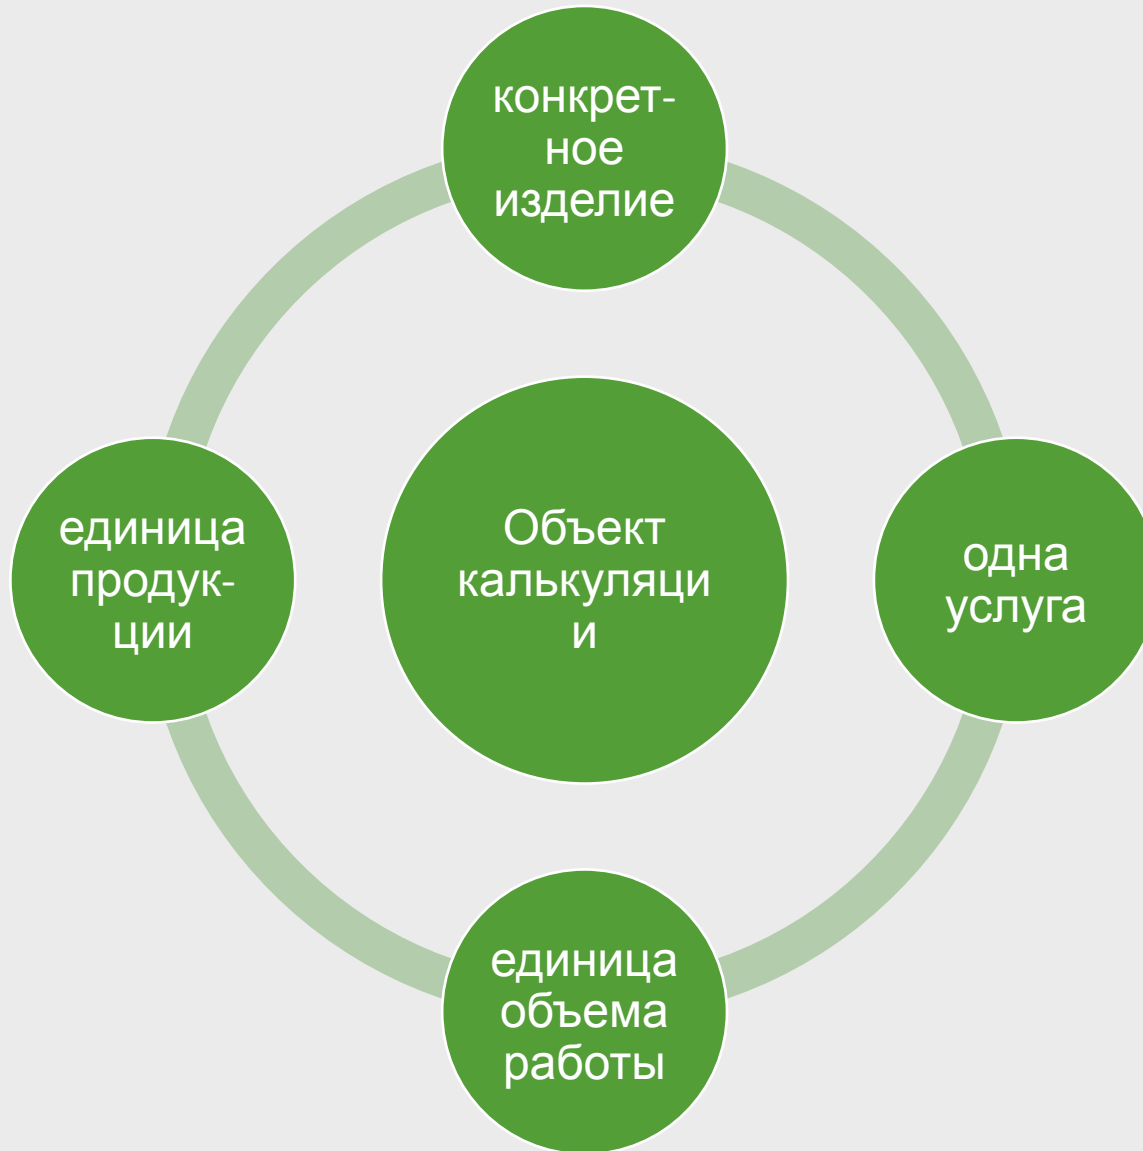 конкрет-
ное
изделие
единица
продук-
ции
Объект
калькуляци
и
одна
услуга
единица
объема
работы